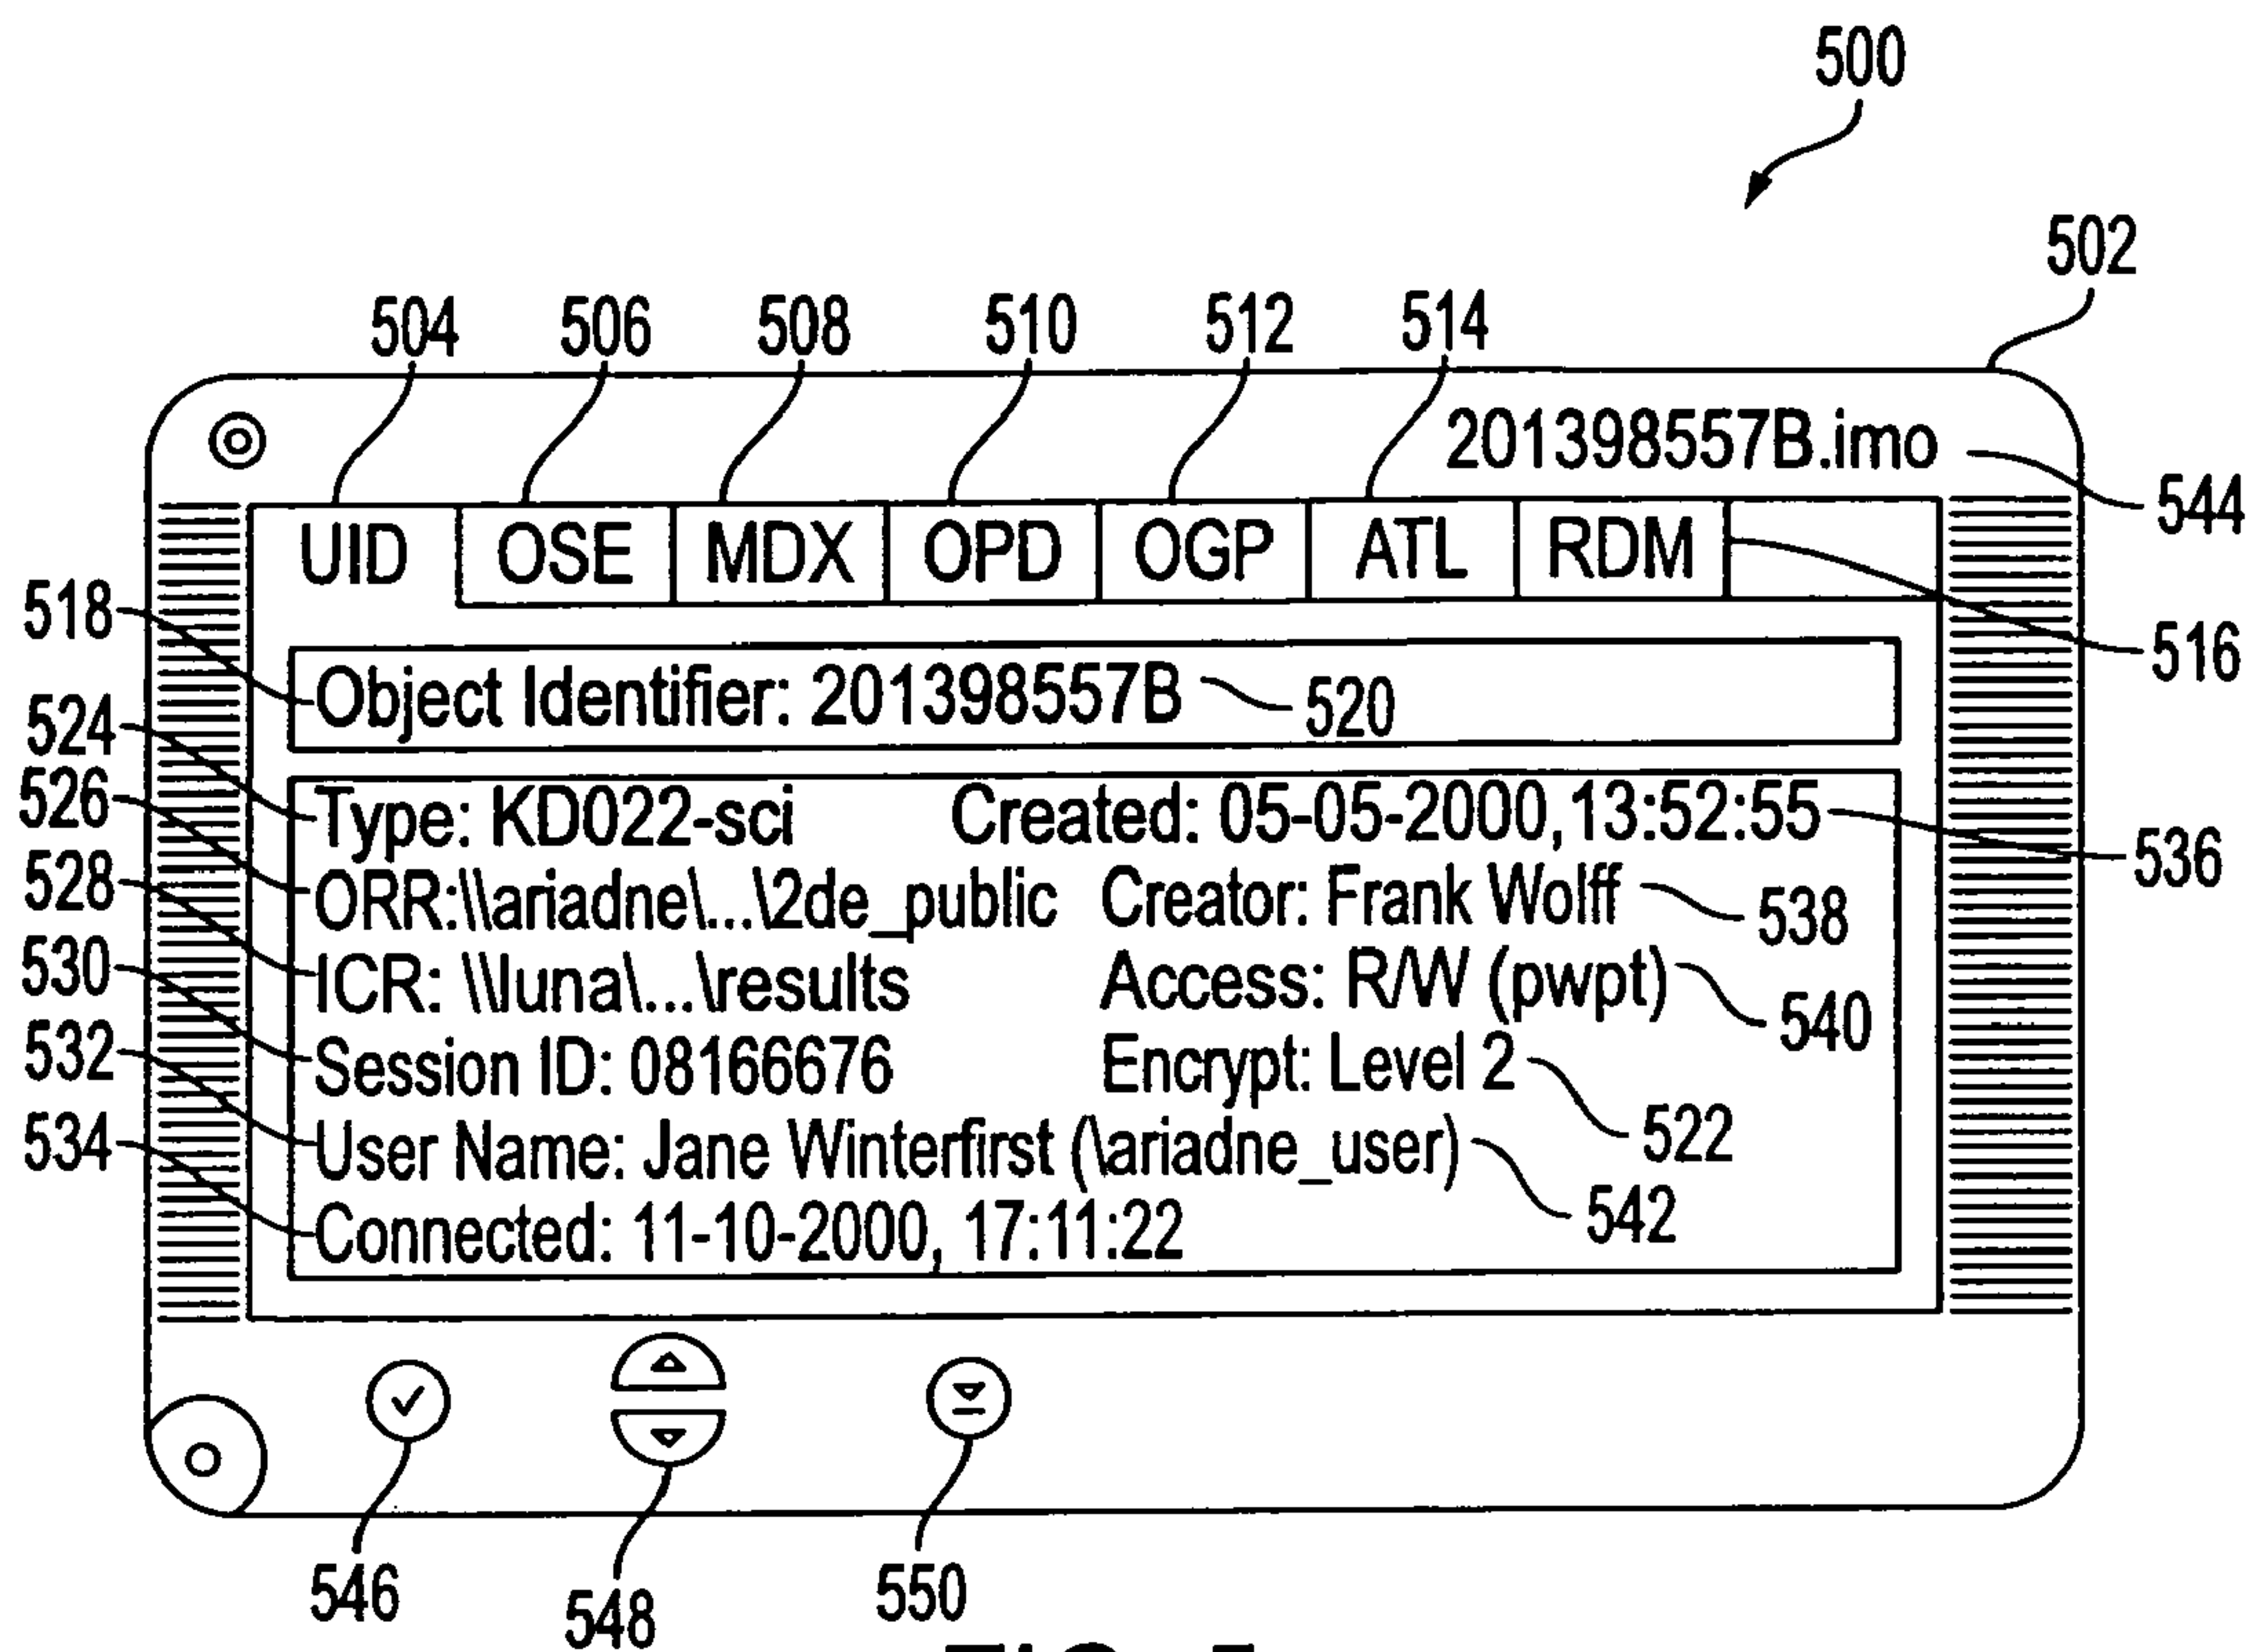 500
502
504 506 508 510 512 514
201398557B.imo
544
UID OSE MDX OPD OGP ATL RDM
516
518
Object Identifier: 201398557B
520
524
Type: KD022-sci Created: 05-05-2000,13:52:55
536
526
ORR:\\ariadne\...\2de_public Creator: Frank Wolff
538
528
ICR: \\luna\...\results Access: R/W (pwpt)
540
530
Session ID: 08166676 Encrypt: Level 2
522
532
User Name: Jane Winterfirst (\ariadne_user)
542
534
Connected: 11-10-2000, 17:11:22
546 548 550